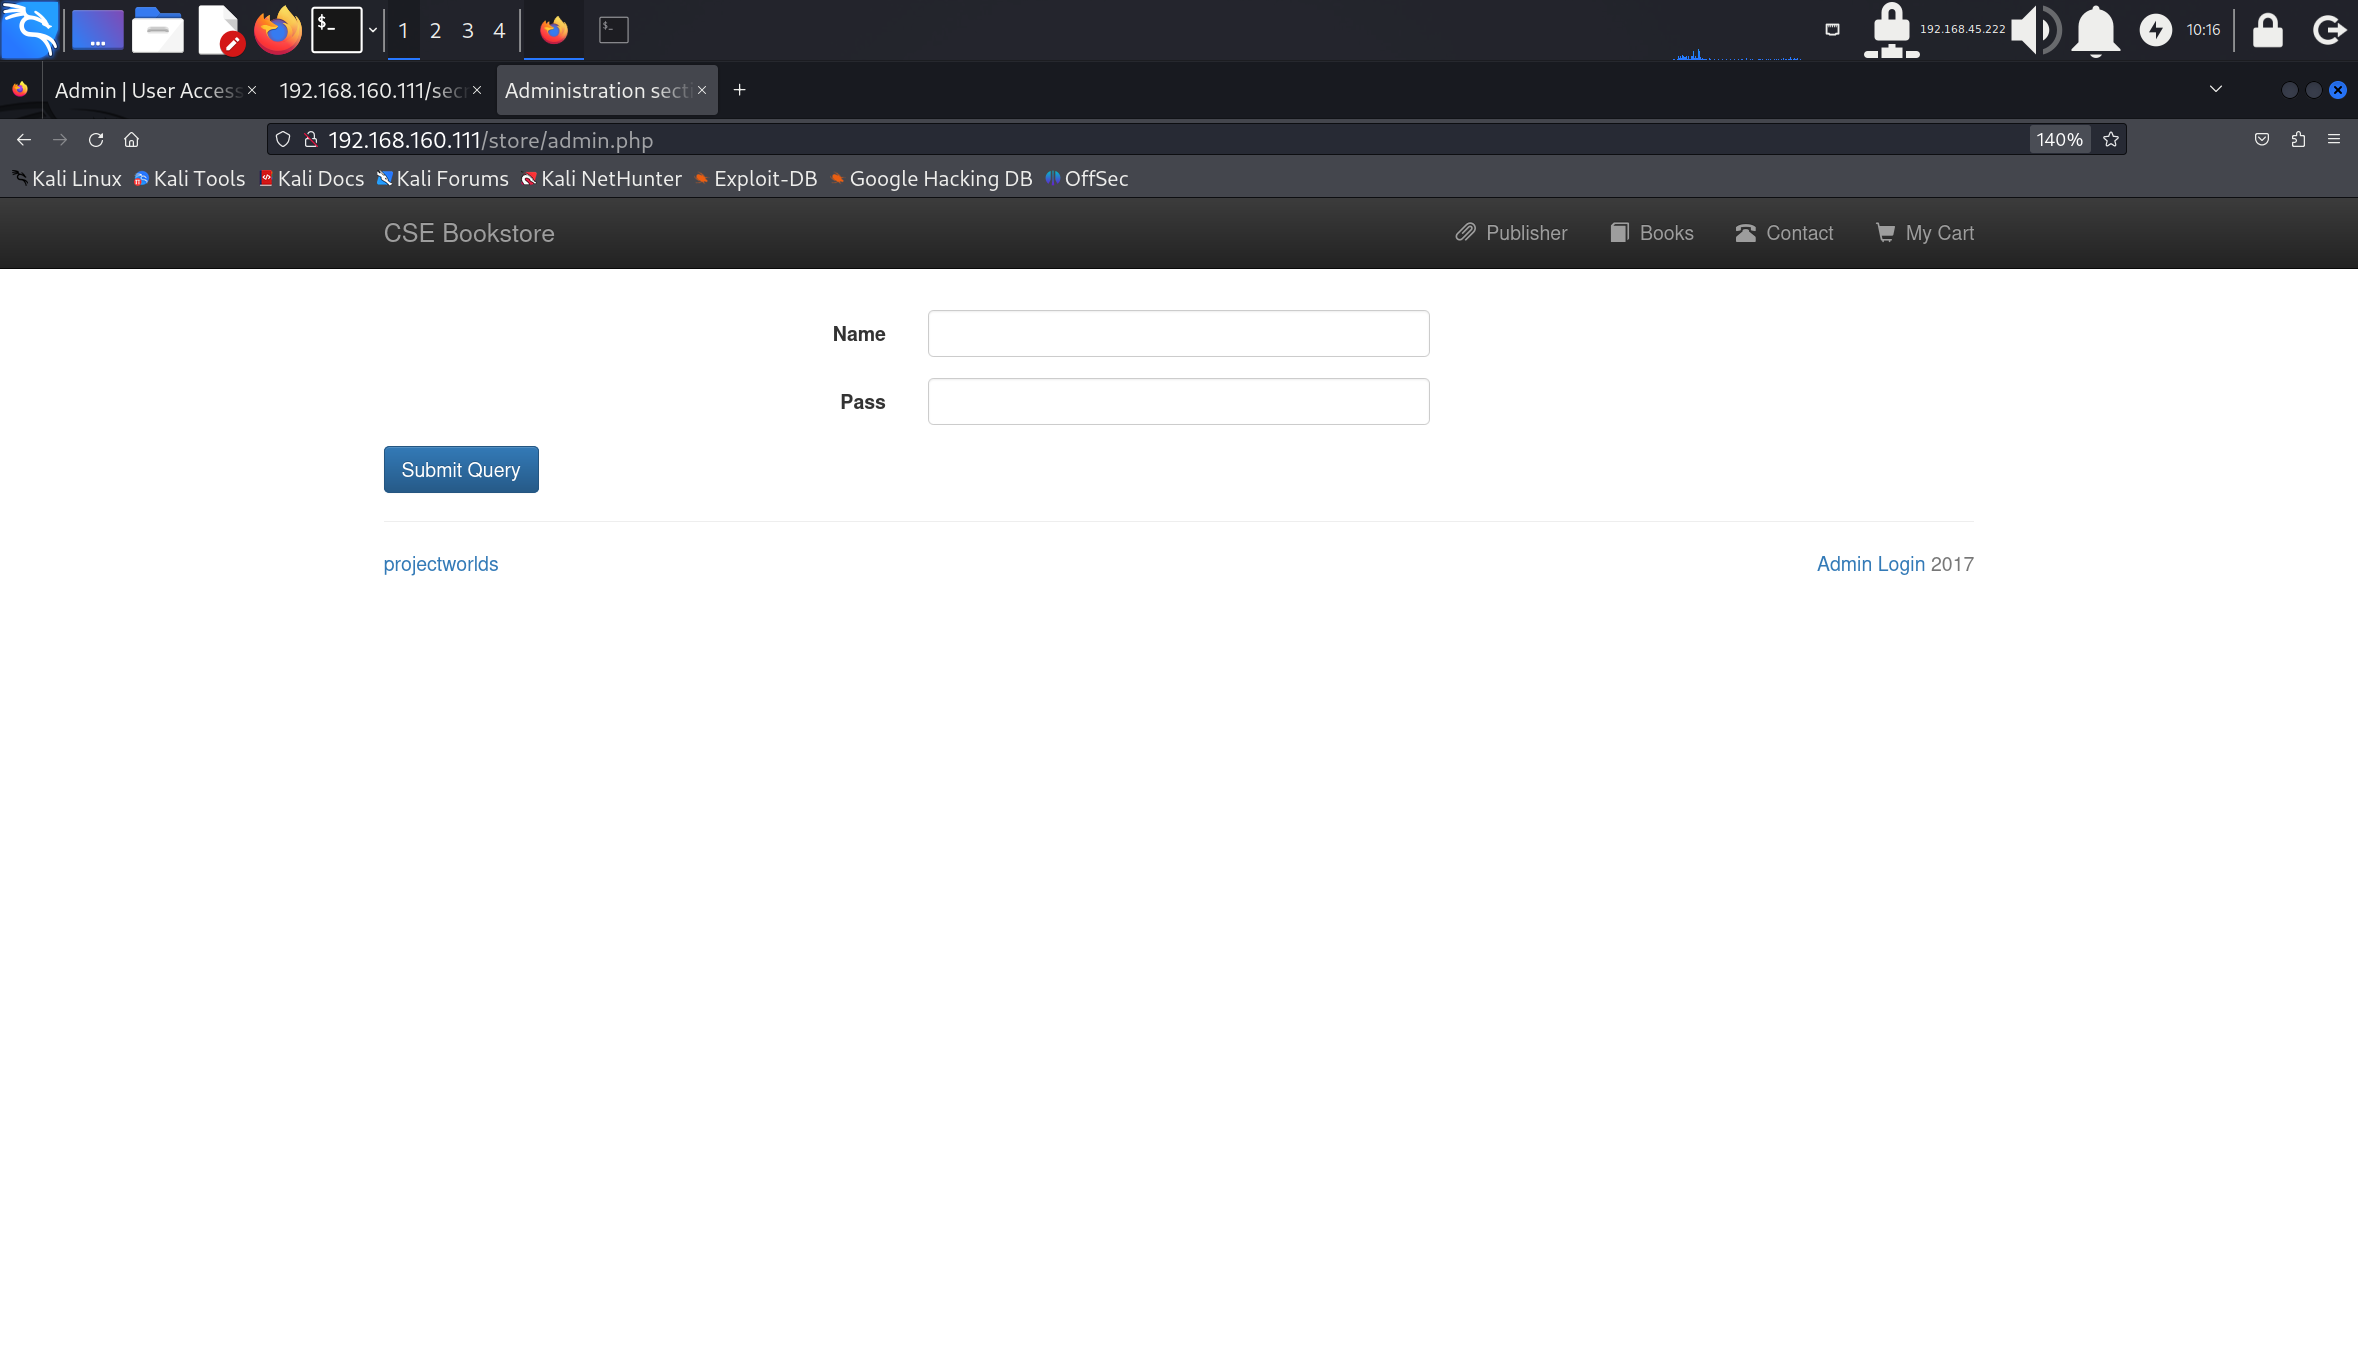 $-
1 2 3 4
$-
192.168.45.222
10:16
Admin | User Access
192.168.160.111/secr
Administration secti
192.168.160.111/store/admin.php
140%
Kali Linux
Kali Tools
Kali Docs
Kali Forums
Kali NetHunter
Exploit-DB
Google Hacking DB
OffSec
CSE Bookstore
Publisher
Books
Contact
My Cart
Name
Pass
Submit Query
projectworlds
Admin Login 2017